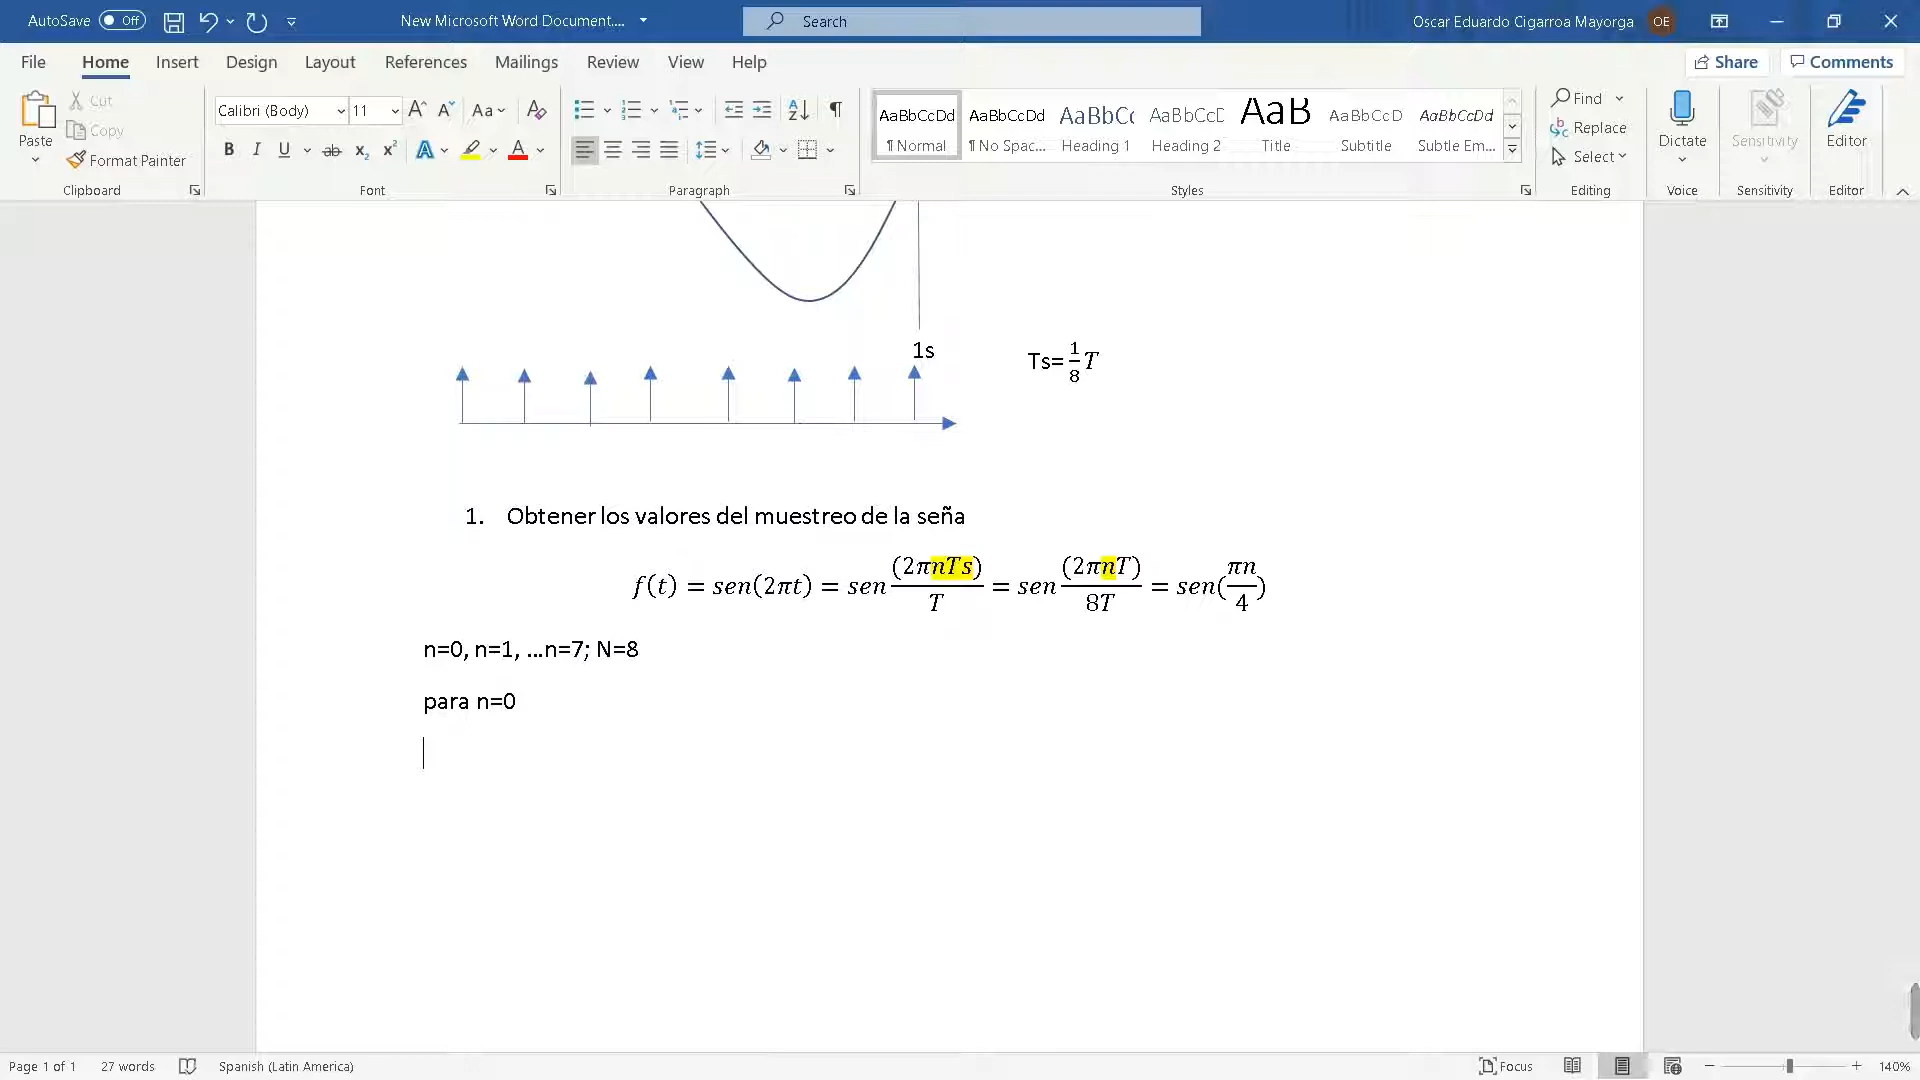 AutoSave Off New Microsoft Word Document.... Search Oscar Eduardo Cigarroa Mayorga OE
File Home Insert Design Layout References Mailings Review View Help Share Comments
Paste Cut Copy Format Painter Clipboard
Calibri (Body) 11 Aa B I U ab x₂ x² A A Font
Paragraph
AaBbCcDd ¶ Normal
AaBbCcDd ¶ No Spac...
AaBbCc Heading 1
AaBbCcD Heading 2
AaB Title
AaBbCcD Subtitle
AaBbCcDd Subtle Em...
Styles
Find Replace Select Editing
Dictate Voice
Sensitivity Sensitivity
Editor Editor
1s
Ts=1/8 T
1. Obtener los valores del muestreo de la seña
f(t) = sen(2πt) = sen (2πnTs)/T = sen (2πnT)/8T = sen(πn/4)
n=0, n=1, ...n=7; N=8
para n=0
Page 1 of 1 27 words Spanish (Latin America) Focus 140%